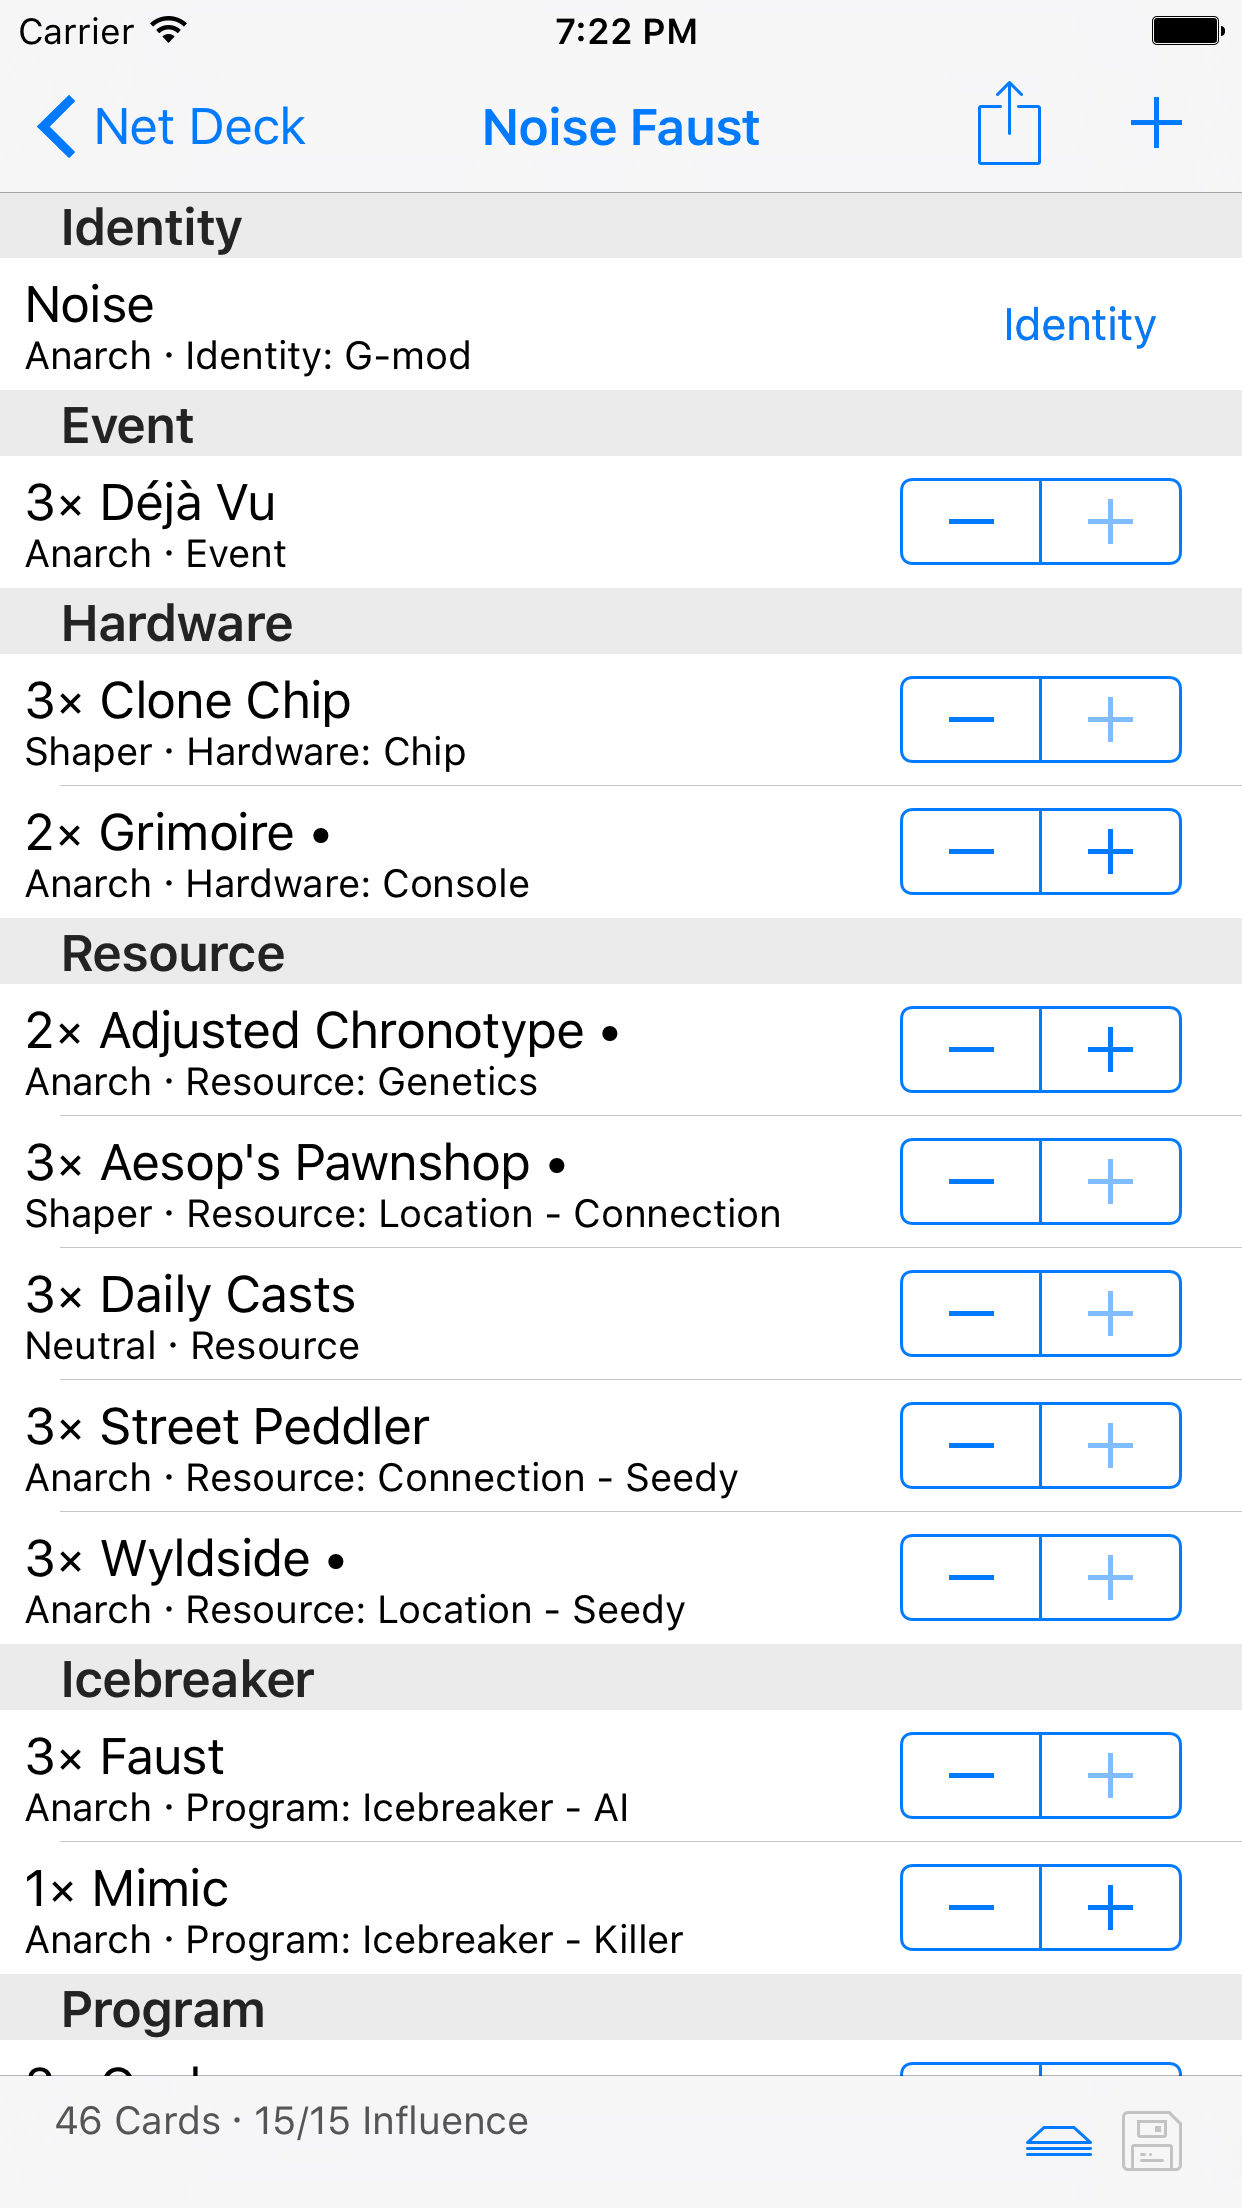 Carrier 7:22 PM
Net Deck Noise Faust
Identity
Noise Identity
Anarch · Identity: G-mod
Event
3× Déjà Vu
Anarch · Event
Hardware
3× Clone Chip
Shaper · Hardware: Chip
2× Grimoire •
Anarch · Hardware: Console
Resource
2× Adjusted Chronotype •
Anarch · Resource: Genetics
3× Aesop's Pawnshop •
Shaper · Resource: Location - Connection
3× Daily Casts
Neutral · Resource
3× Street Peddler
Anarch · Resource: Connection - Seedy
3× Wyldside •
Anarch · Resource: Location - Seedy
Icebreaker
3× Faust
Anarch · Program: Icebreaker - AI
1× Mimic
Anarch · Program: Icebreaker - Killer
Program
46 Cards · 15/15 Influence